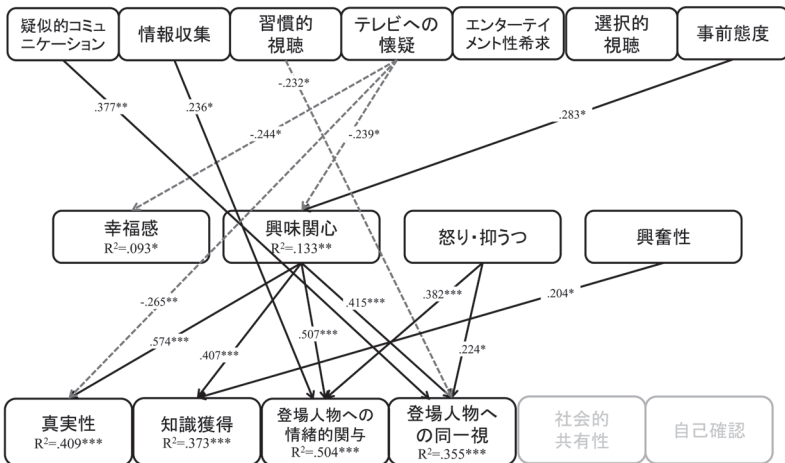 疑似的コミュ
ニケーション
情報収集
習慣的
視聴
テレビへの
懐疑
エンターテイ
メント性希求
選択的
視聴
事前態度
.377**
.236*
-.232*
-.244*
-.239*
.283*
幸福感
R²=.093*
興味関心
R²=.133**
怒り・抑うつ
興奮性
-.265**
.574***
.407***
.507***
.415***
.382***
.224*
.204*
真実性
R²=.409***
知識獲得
R²=.373***
登場人物への
情緒的関与
R²=.504***
登場人物へ
の同一視
R²=.355***
社会的
共有性
自己確認